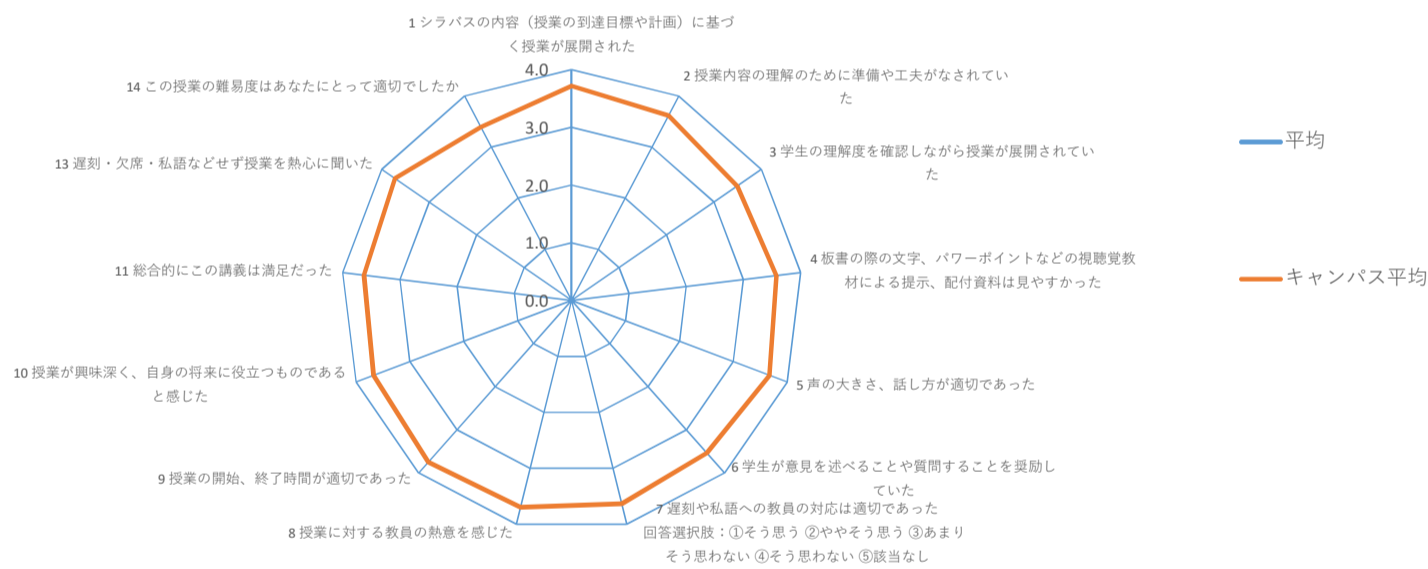 1 シラバスの内容（授業の到達目標や計画）に基づ
く授業が展開された
2 授業内容の理解のために準備や工夫がなされてい
た
3 学生の理解度を確認しながら授業が展開されてい
た
4 板書の際の文字、パワーポイントなどの視聴覚教
材による提示、配付資料は見やすかった
5 声の大きさ、話し方が適切であった
6 学生が意見を述べることや質問することを奨励し
ていた
7 遅刻や私語への教員の対応は適切であった
回答選択肢：①そう思う ②ややそう思う ③あまり
そう思わない ④そう思わない ⑤該当なし
8 授業に対する教員の熱意を感じた
9 授業の開始、終了時間が適切であった
10 授業が興味深く、自身の将来に役立つものである
と感じた
11 総合的にこの講義は満足だった
13 遅刻・欠席・私語などせず授業を熱心に聞いた
14 この授業の難易度はあなたにとって適切でしたか
4.0
3.0
2.0
1.0
0.0
平均
キャンパス平均